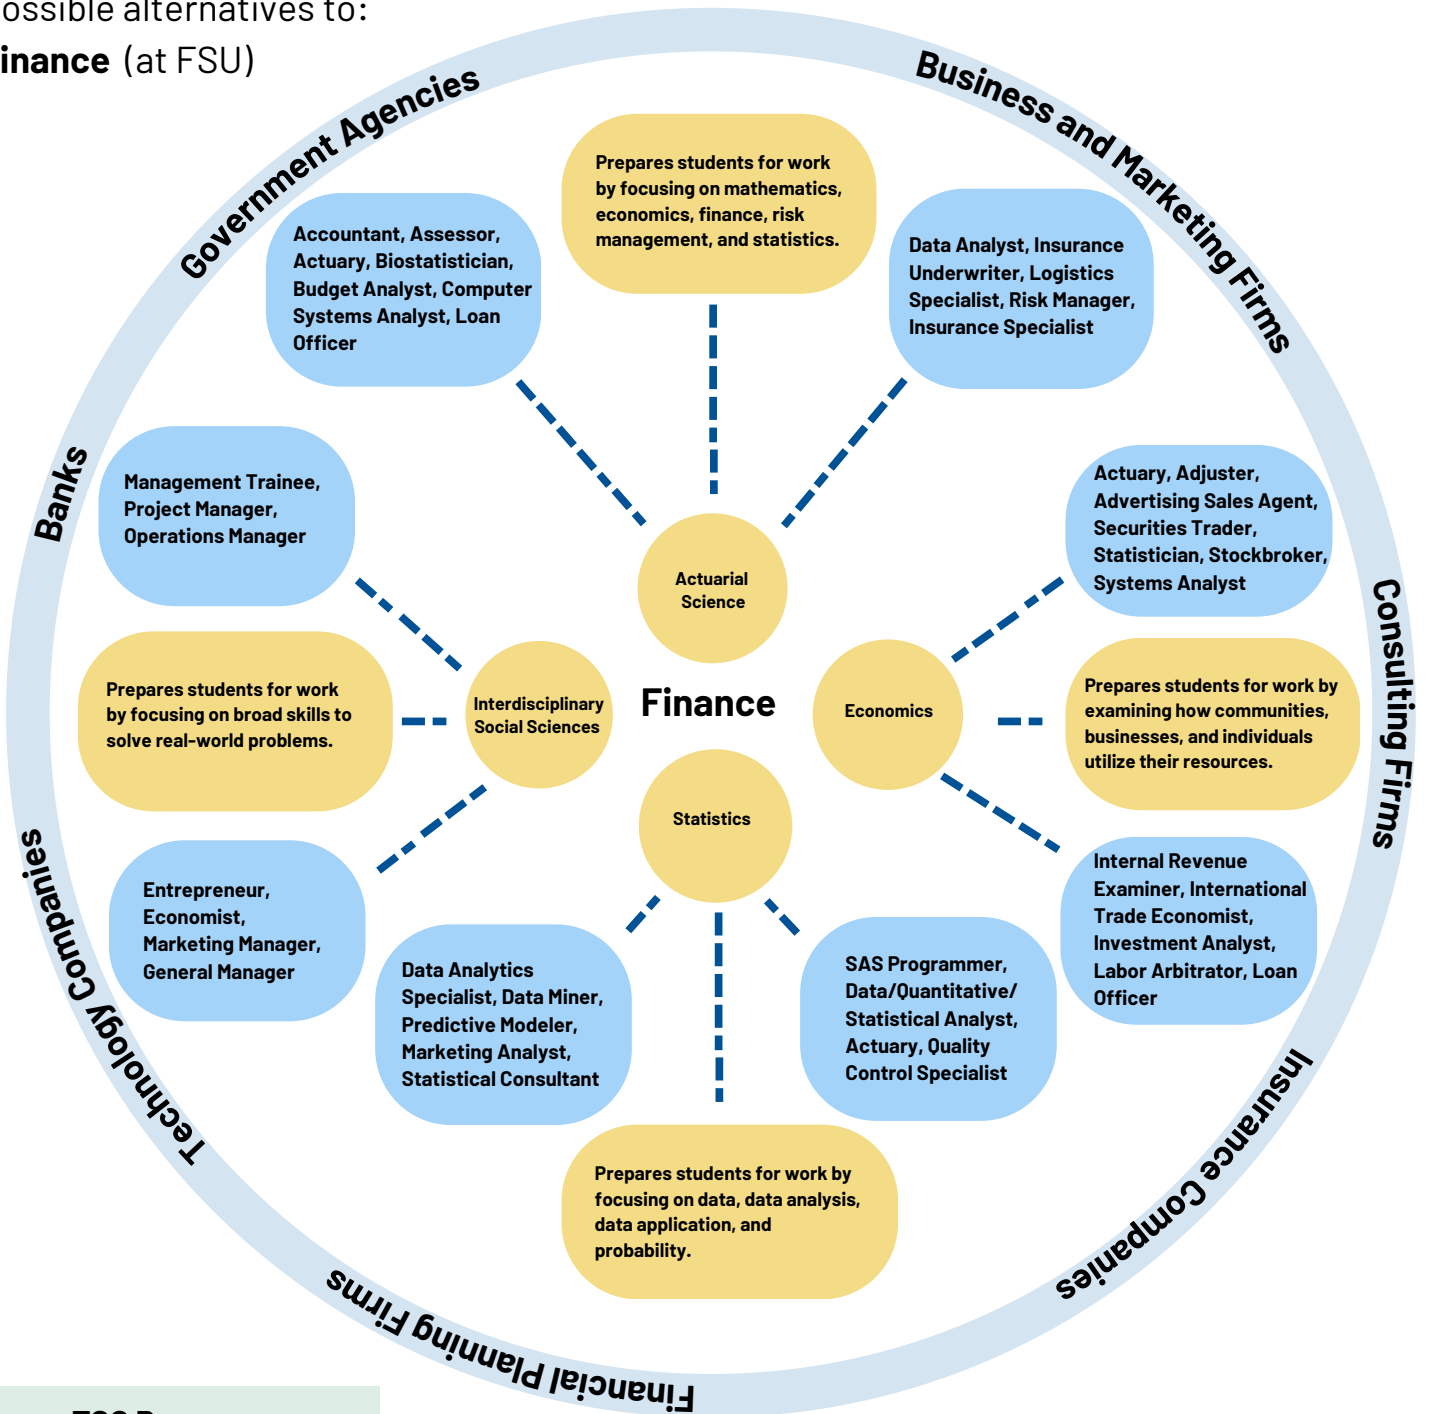 ossible alternatives to:
inance (at FSU)
Government Agencies
Business and Marketing Firms
Prepares students for work
by focusing on mathematics,
economics, finance, risk
management, and statistics.
Accountant, Assessor,
Actuary, Biostatistician,
Budget Analyst, Computer
Systems Analyst, Loan
Officer
Data Analyst, Insurance
Underwriter, Logistics
Specialist, Risk Manager,
Insurance Specialist
Banks
Management Trainee,
Project Manager,
Operations Manager
Actuary, Adjuster,
Advertising Sales Agent,
Securities Trader,
Statistician, Stockbroker,
Systems Analyst
Actuarial
Science
Consulting Firms
Prepares students for work
by focusing on broad skills to
solve real-world problems.
Interdisciplinary
Social Sciences
Finance
Economics
Prepares students for work by
examining how communities,
businesses, and individuals
utilize their resources.
Statistics
Technology Companies
Entrepreneur,
Economist,
Marketing Manager,
General Manager
Data Analytics
Specialist, Data Miner,
Predictive Modeler,
Marketing Analyst,
Statistical Consultant
SAS Programmer,
Data/Quantitative/
Statistical Analyst,
Actuary, Quality
Control Specialist
Internal Revenue
Examiner, International
Trade Economist,
Investment Analyst,
Labor Arbitrator, Loan
Officer
Insurance Companies
Prepares students for work by
focusing on data, data analysis,
data application, and
probability.
Financial Planning Firms